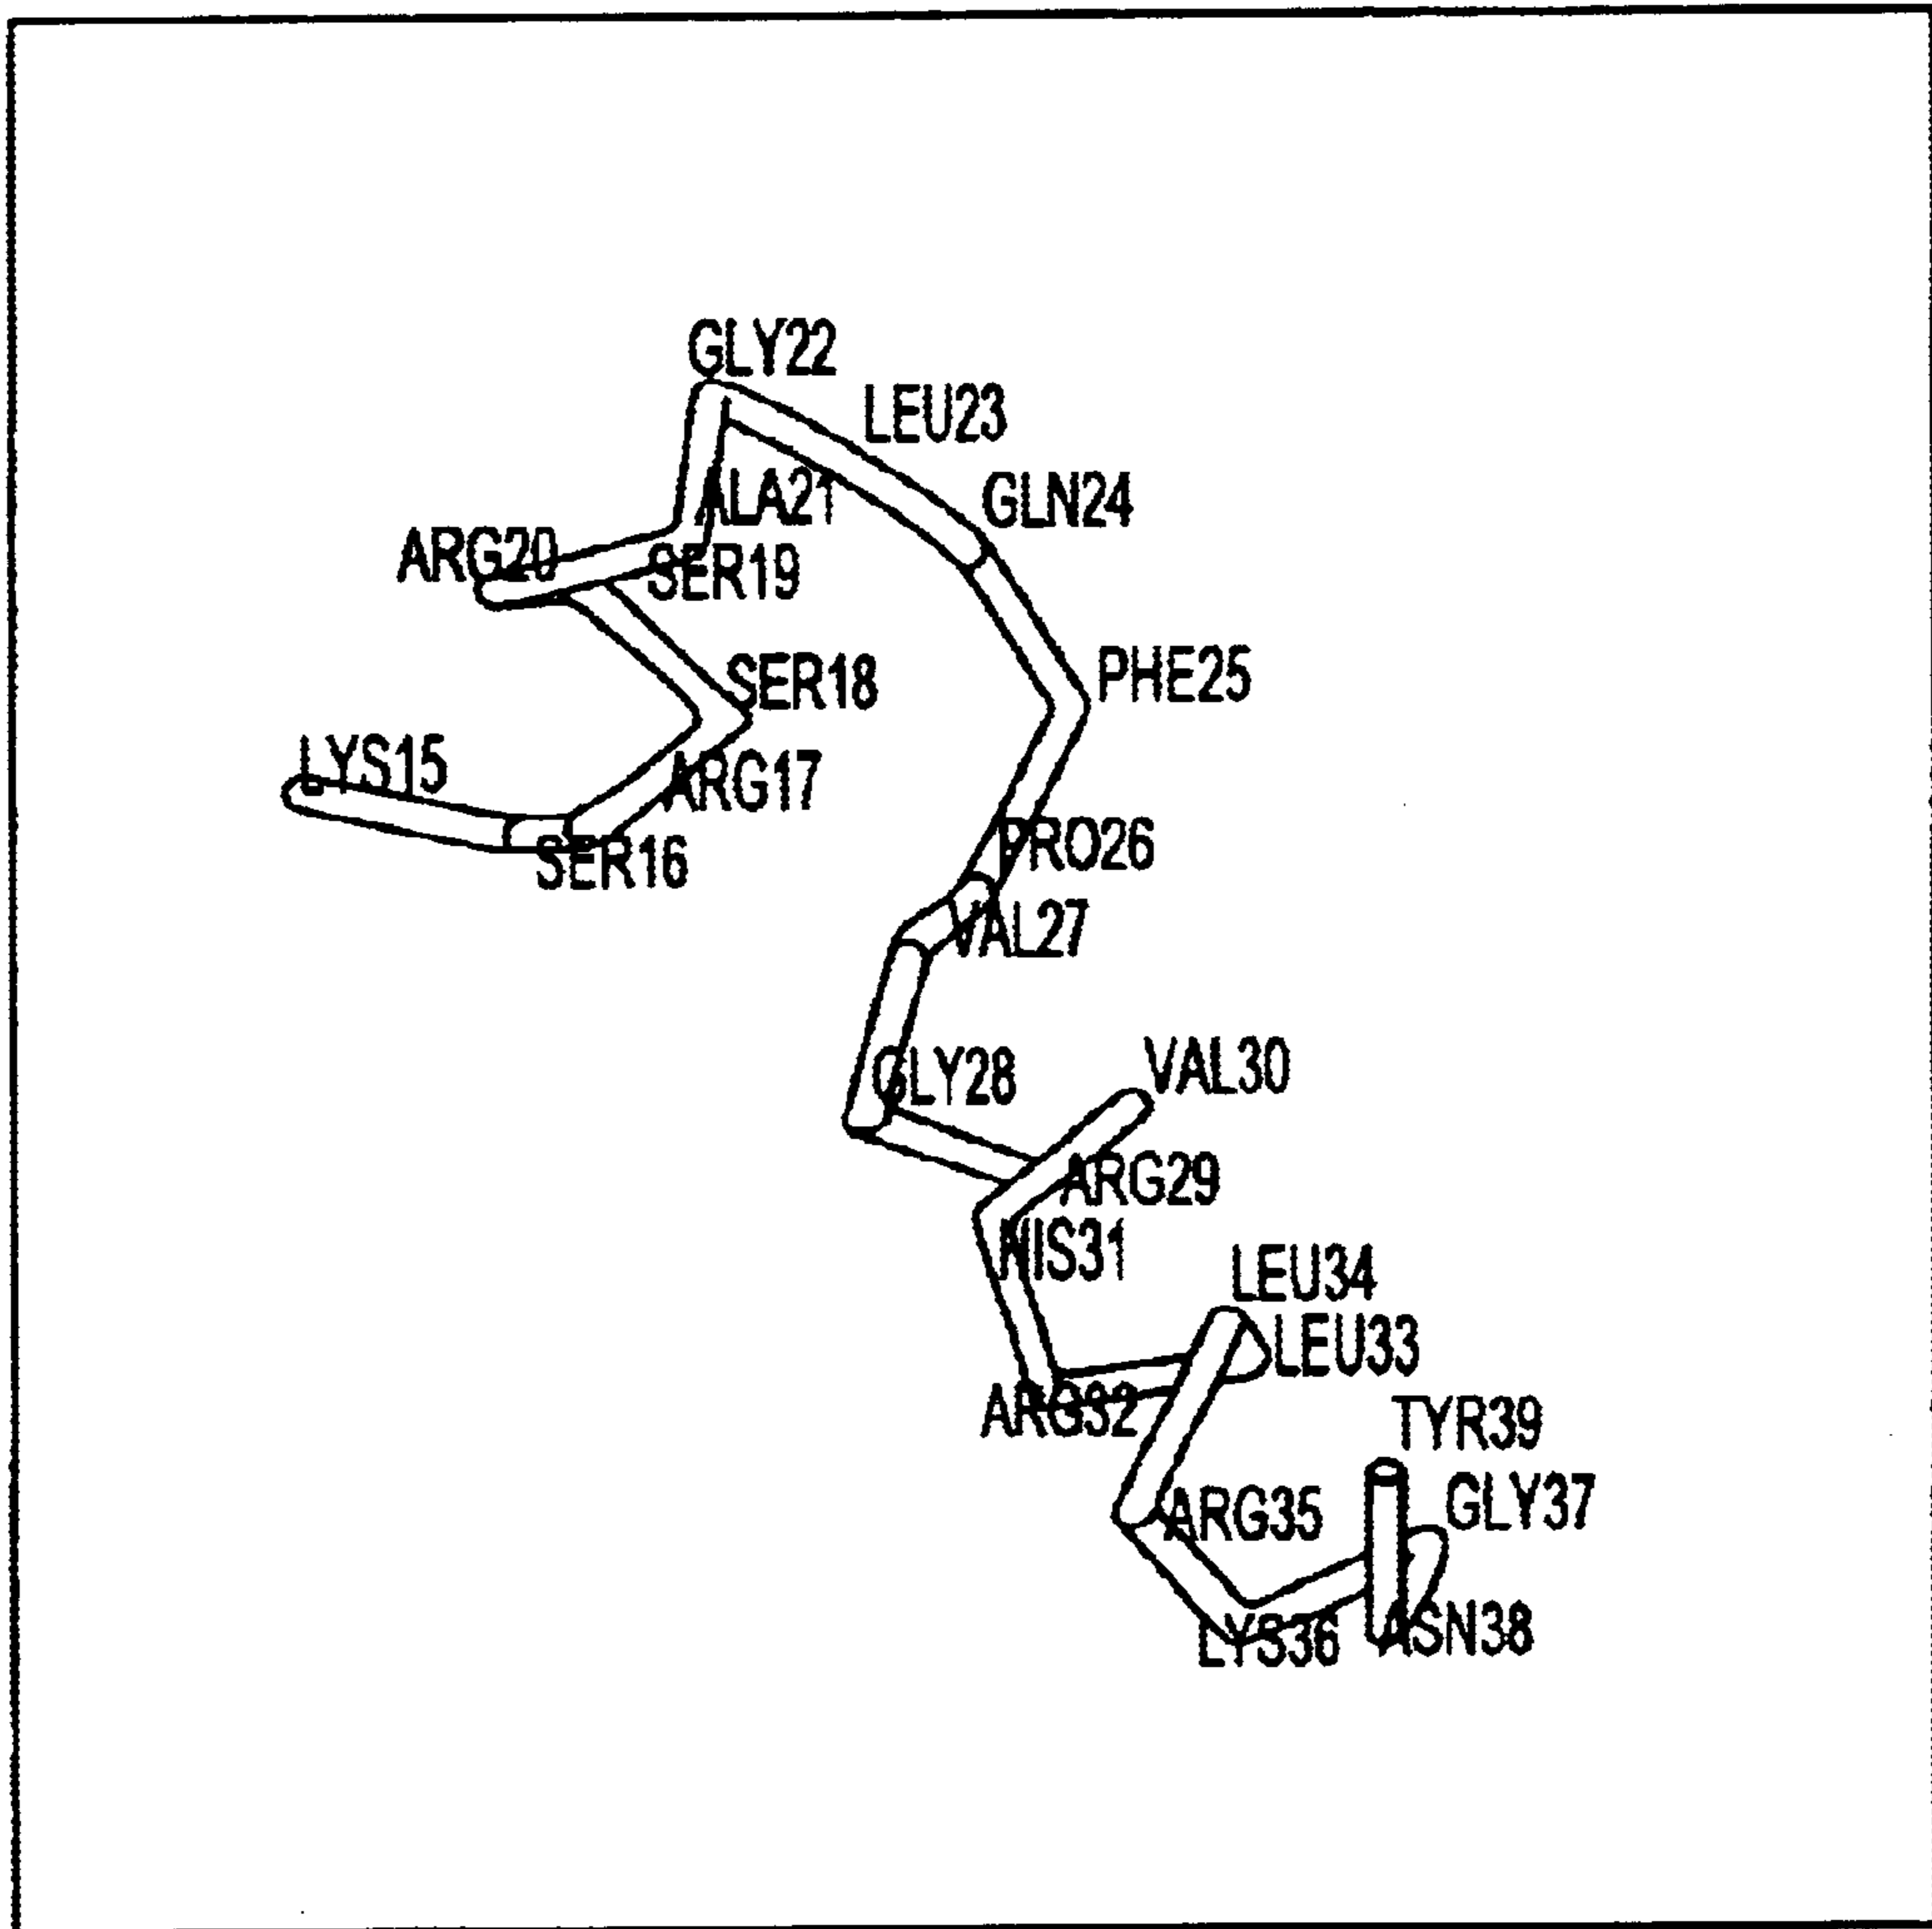 GLY22
LEU23
ALA21
GLN24
ARG20
SER19
SER18
PHE25
LYS15
ARG17
SER16
PRO26
VAL27
GLY28
VAL30
ARG29
HIS31
LEU34
LEU33
ARG32
TYR39
GLY37
ARG35
LYS36
ASN38